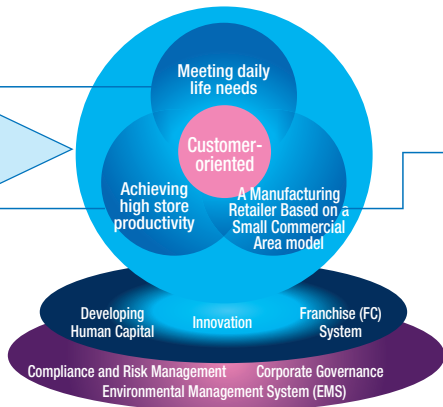 Meeting daily
life needs
Customer-
oriented
Achieving
high store
productivity
A Manufacturing
Retailer Based on a
Small Commercial
Area model
Developing
Human Capital
Innovation
Franchise (FC)
System
Compliance and Risk Management
Corporate Governance
Environmental Management System (EMS)